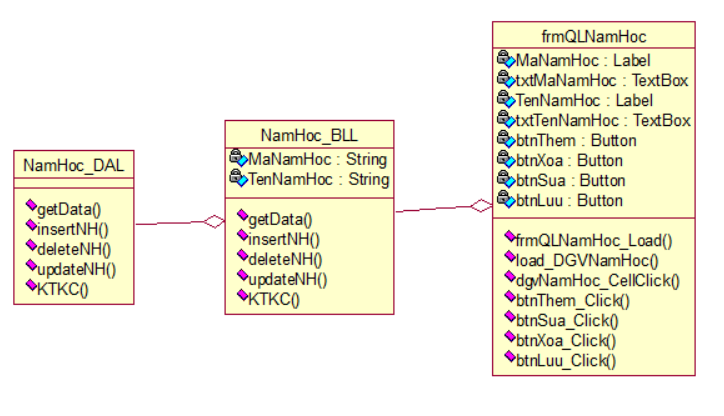 NamHoc_DAL
getData()
insertNH()
deleteNH()
updateNH()
KTKC()
NamHoc_BLL
MaNamHoc : String
TenNamHoc : String
getData()
insertNH()
deleteNH()
updateNH()
KTKC()
frmQLNamHoc
MaNamHoc : Label
txtMaNamHoc : TextBox
TenNamHoc : Label
txtTenNamHoc : TextBox
btnThem : Button
btnXoa : Button
btnSua : Button
btnLuu : Button
frmQLNamHoc_Load()
load_DGVNamHoc()
dgvNamHoc_CellClick()
btnThem_Click()
btnSua_Click()
btnXoa_Click()
btnLuu_Click()